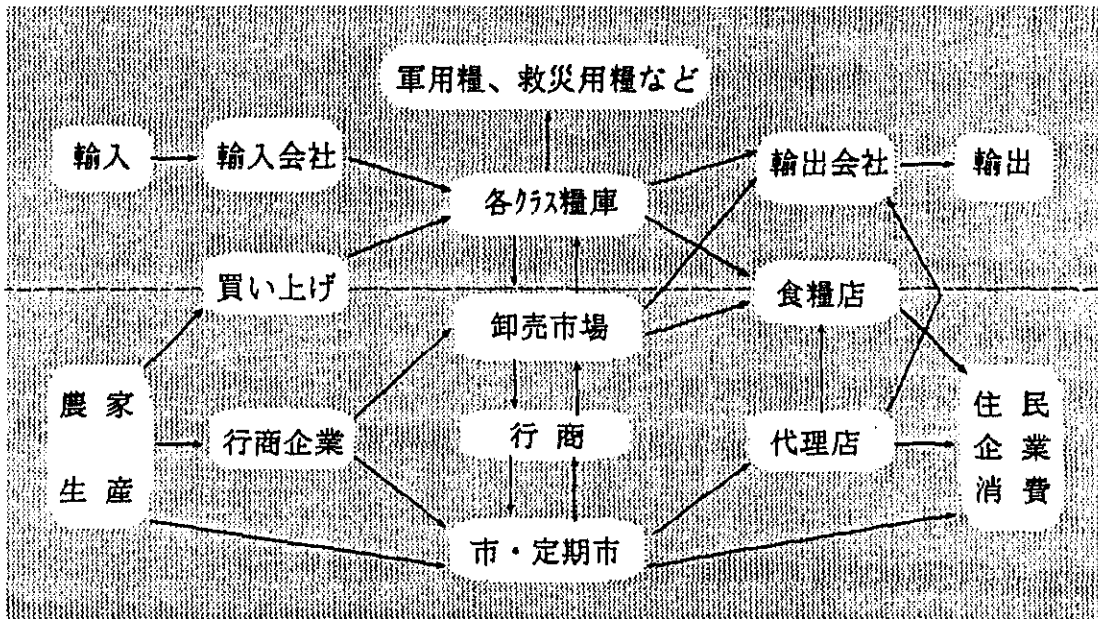 軍用糧、救災用糧など
輸入
輸入会社
輸出会社
輸出
各クラス糧庫
買い上げ
食糧店
卸売市場
農家
生産
行商企業
行商
代理店
住民
企業
消費
市・定期市